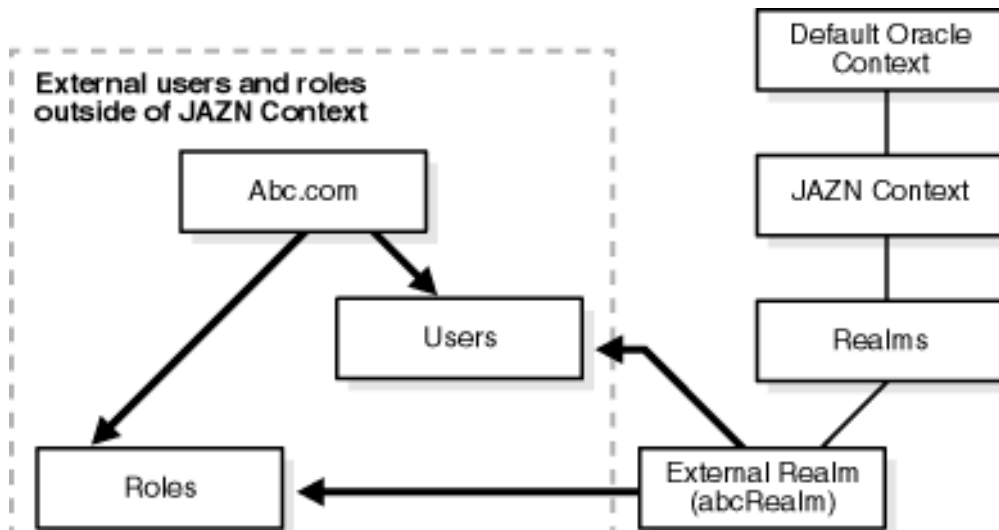 Default Oracle
Context
External users and roles
outside of JAZN Context
Abc.com
JAZN Context
Users
Realms
Roles
External Realm
(abcRealm)